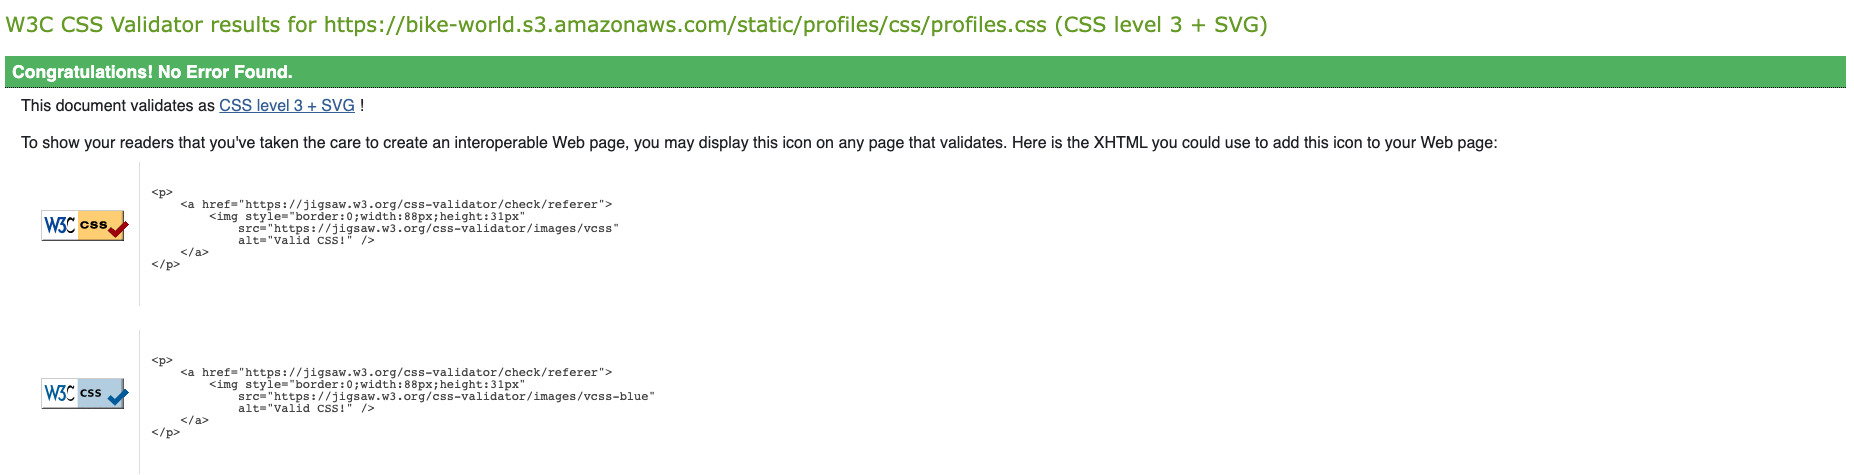 W3C CSS Validator results for https://bike-world.s3.amazonaws.com/static/profiles/css/profiles.css (CSS level 3 + SVG)
Congratulations! No Error Found.
This document validates as CSS level 3 + SVG !
To show your readers that you've taken the care to create an interoperable Web page, you may display this icon on any page that validates. Here is the XHTML you could use to add this icon to your Web page:
W3C css
<p>
    <a href="https://jigsaw.w3.org/css-validator/check/referer">
        <img style="border:0;width:88px;height:31px"
            src="https://jigsaw.w3.org/css-validator/images/vcss"
            alt="Valid CSS!" />
    </a>
</p>
W3C css
<p>
    <a href="https://jigsaw.w3.org/css-validator/check/referer">
        <img style="border:0;width:88px;height:31px"
            src="https://jigsaw.w3.org/css-validator/images/vcss-blue"
            alt="Valid CSS!" />
    </a>
</p>